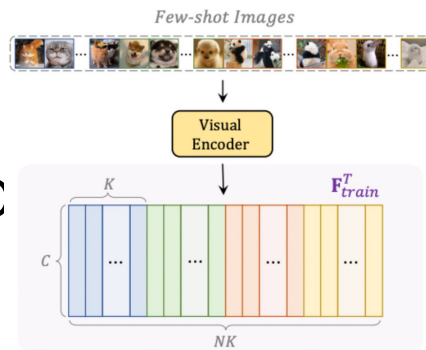 Few-shot Images
... ... ... ...
Visual
Encoder
K
F^T_train
C
... ... ... ...
NK